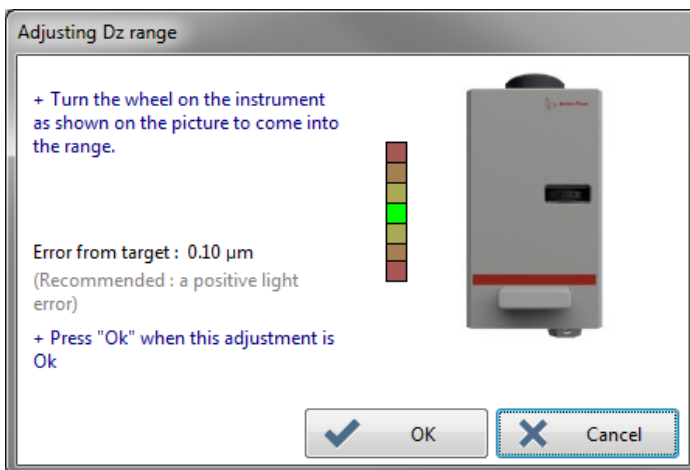 Adjusting Dz range
+ Turn the wheel on the instrument
as shown on the picture to come into
the range.
Error from target : 0.10 µm
(Recommended : a positive light
error)
+ Press "Ok" when this adjustment is
Ok
OK
Cancel